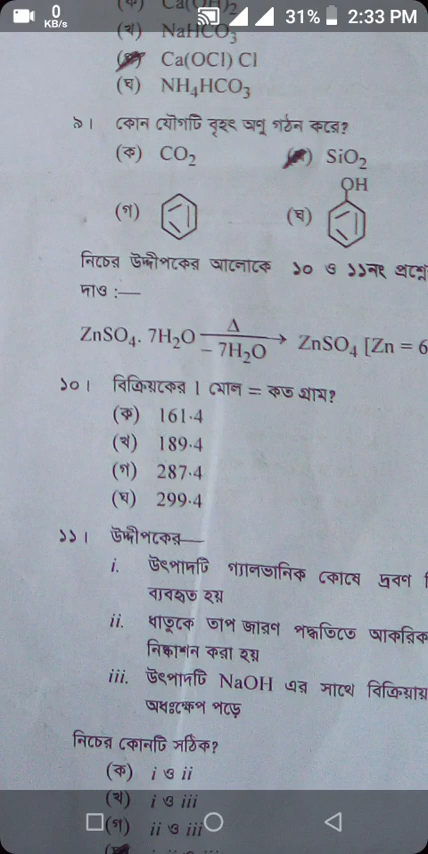 0
KB/s
31% 2:33 PM
(খ) NaHCO₃
Ca(OCl) Cl
(ঘ) NH₄HCO₃
৯। কোন যৌগটি বৃহৎ অণু গঠন করে?
(ক) CO₂
SiO₂
OH
(গ)
(ঘ)
নিচের উদ্দীপকের আলোকে ১০ ও ১১নং প্রশ্নে
দাও :—
ZnSO₄. 7H₂O Δ - 7H₂O → ZnSO₄ [Zn = 6
১০। বিক্রিয়কের 1 মোল = কত গ্রাম?
(ক) 161·4
(খ) 189·4
(গ) 287·4
(ঘ) 299·4
১১। উদ্দীপকের—
i. উৎপাদটি গ্যালভানিক কোষে দ্রবণ
ব্যবহৃত হয়
ii. ধাতুকে তাপ জারণ পদ্ধতিতে আকরিক
নিষ্কাশন করা হয়
iii. উৎপাদটি NaOH এর সাথে বিক্রিয়ায়
অধঃক্ষেপ পড়ে
নিচের কোনটি সঠিক?
(ক) i ও ii
(খ) i ও iii
(গ) ii ও iii